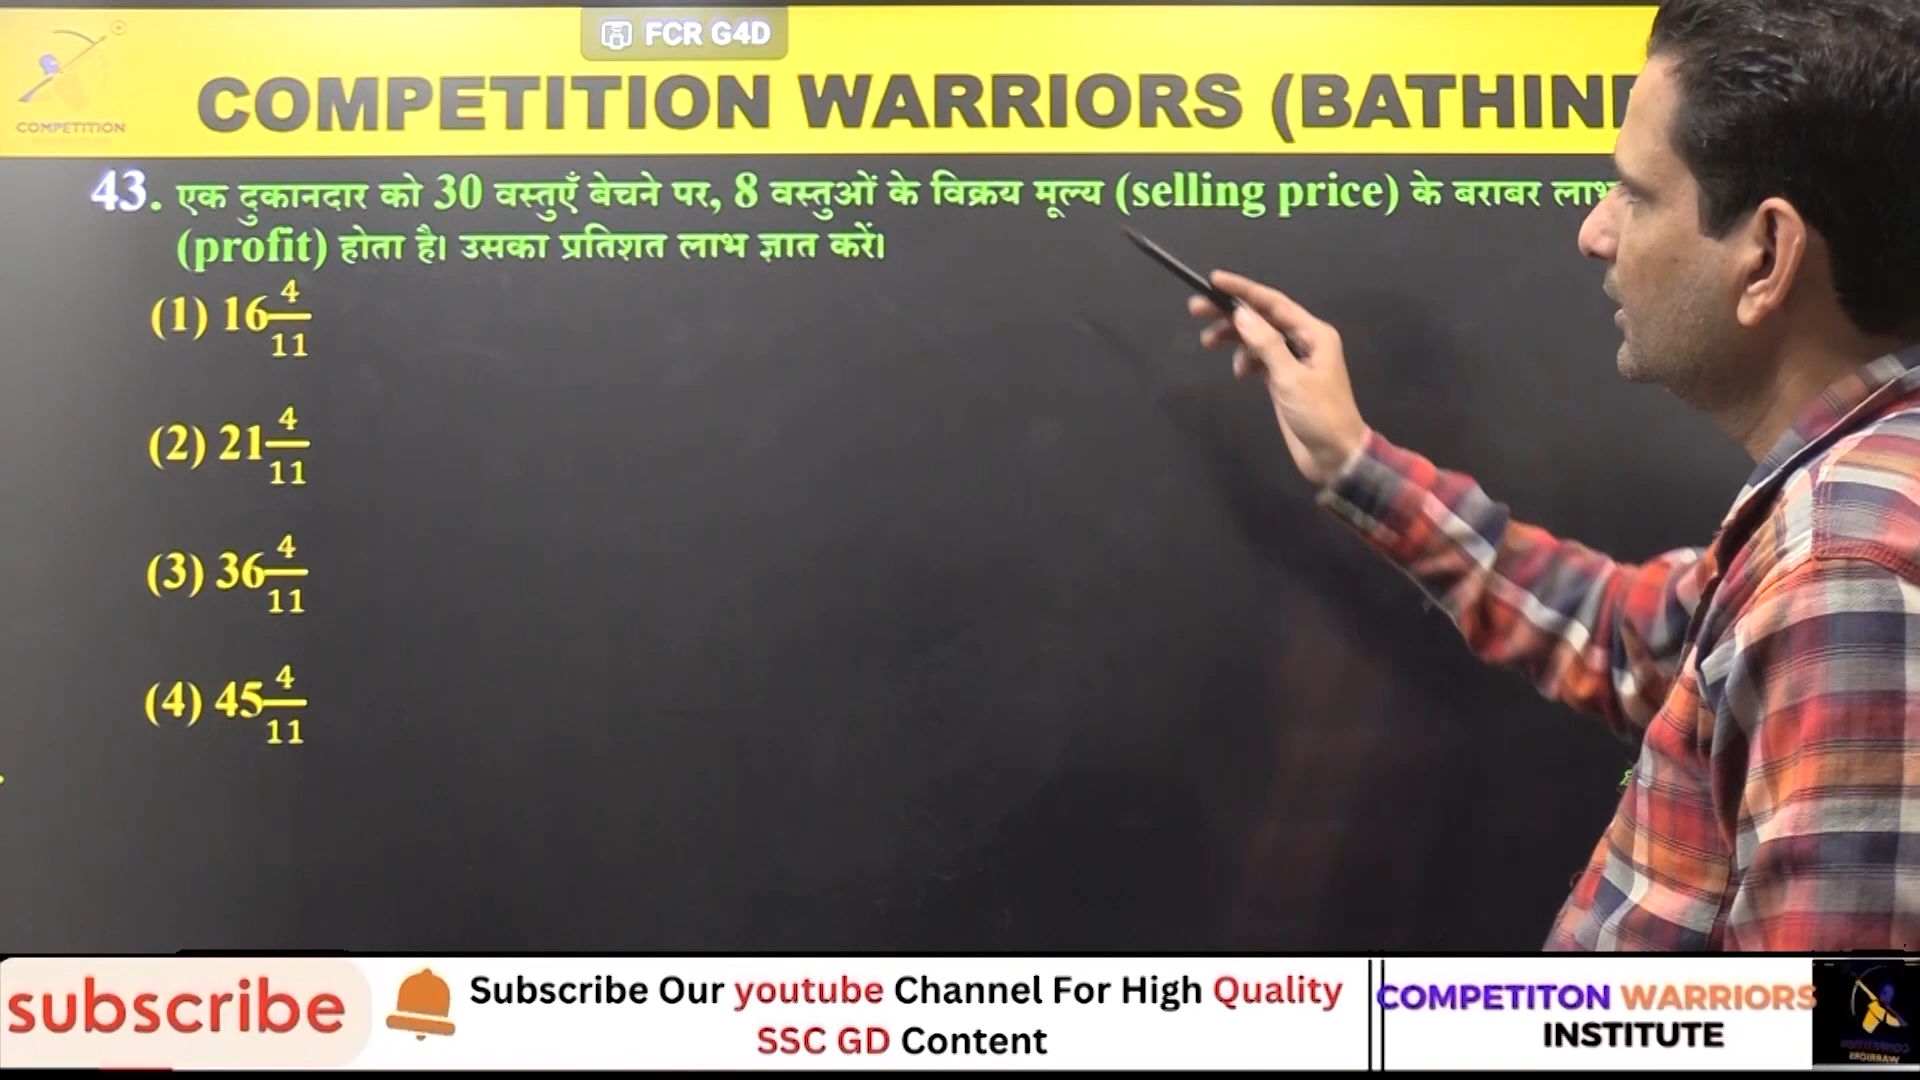 FCR G4D
COMPETITION WARRIORS (BATHIN
COMPETITION
43. एक दुकानदार को 30 वस्तुएँ बेचने पर, 8 वस्तुओं के विक्रय मूल्य (selling price) के बराबर लाभ
(profit) होता है। उसका प्रतिशत लाभ ज्ञात करें।
(1) 16 4/11
(2) 21 4/11
(3) 36 4/11
(4) 45 4/11
subscribe
Subscribe Our youtube Channel For High Quality
SSC GD Content
COMPETITON WARRIORS
INSTITUTE